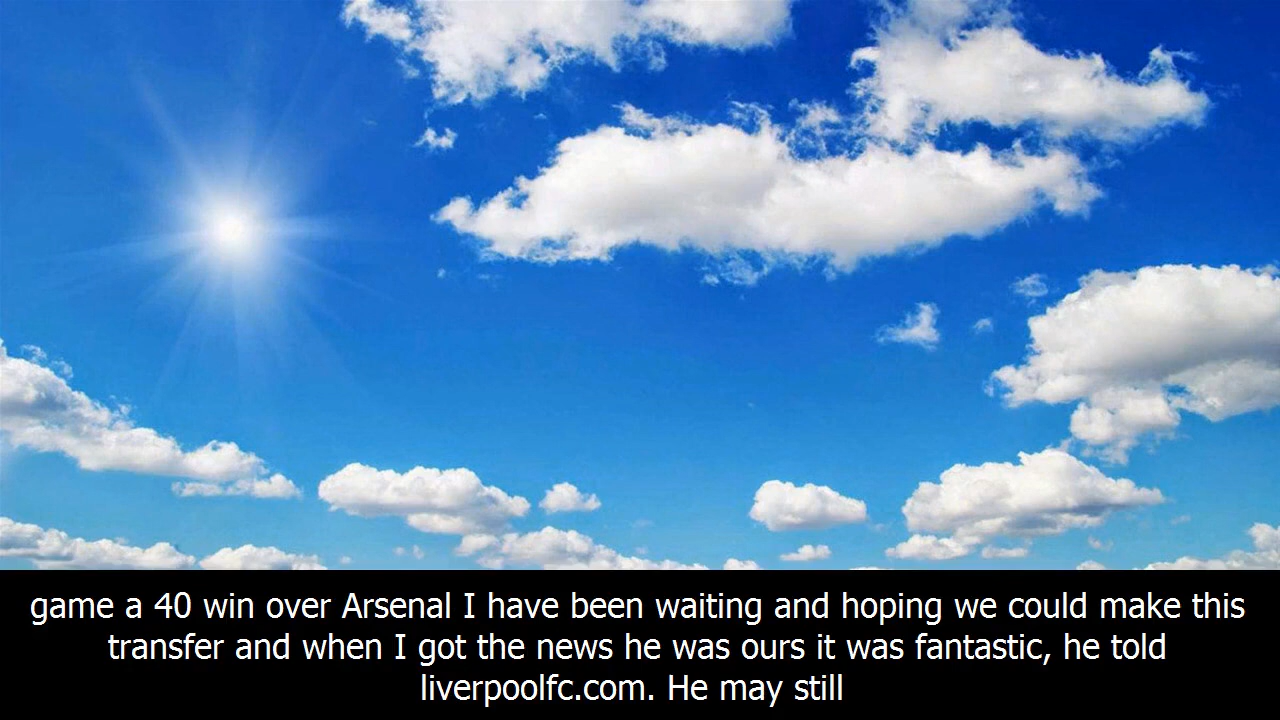 game a 40 win over Arsenal I have been waiting and hoping we could make this
transfer and when I got the news he was ours it was fantastic, he told
liverpoolfc.com. He may still